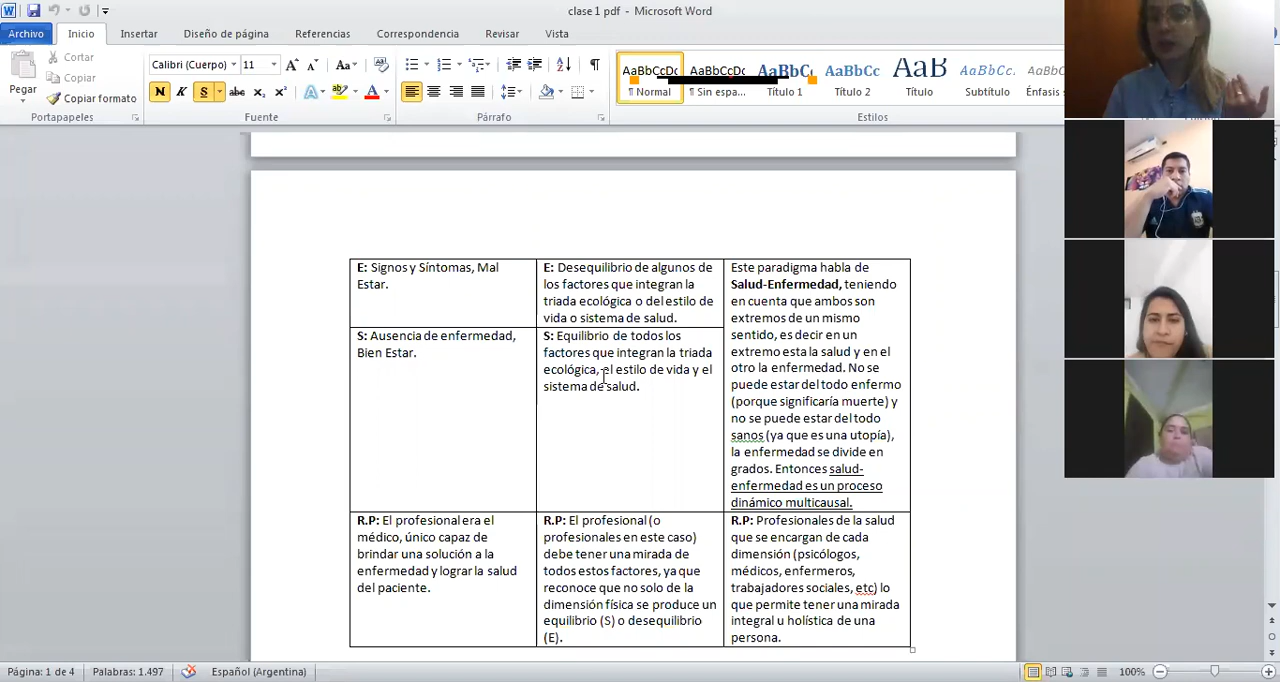 clase 1 pdf - Microsoft Word
Archivo Inicio Insertar Diseño de página Referencias Correspondencia Revisar Vista
Pegar
Cortar
Copiar
Copiar formato
Portapapeles
Calibri (Cuerpo) 11
Fuente
Párrafo
AaBbCcDc AaBbCcDc AaBbC AaBbCc AaB AaBbCcD AaBbCc
¶ Normal ¶ Sin espa... Título 1 Título 2 Título Subtítulo Énfasis
Estilos
E: Signos y Síntomas, Mal
Estar.
E: Desequilibrio de algunos de
los factores que integran la
triada ecológica o del estilo de
vida o sistema de salud.
S: Ausencia de enfermedad,
Bien Estar.
S: Equilibrio de todos los
factores que integran la triada
ecológica, el estilo de vida y el
sistema de salud.
Este paradigma habla de
Salud-Enfermedad, teniendo
en cuenta que ambos son
extremos de un mismo
sentido, es decir en un
extremo esta la salud y en el
otro la enfermedad. No se
puede estar del todo enfermo
(porque significaría muerte) y
no se puede estar del todo
sanos (ya que es una utopía),
la enfermedad se divide en
grados. Entonces salud-
enfermedad es un proceso
dinámico multicausal.
R.P: El profesional era el
médico, único capaz de
brindar una solución a la
enfermedad y lograr la salud
del paciente.
R.P: El profesional (o
profesionales en este caso)
debe tener una mirada de
todos estos factores, ya que
reconoce que no solo de la
dimensión física se produce un
equilibrio (S) o desequilibrio
(E).
R.P: Profesionales de la salud
que se encargan de cada
dimensión (psicólogos,
médicos, enfermeros,
trabajadores sociales, etc) lo
que permite tener una mirada
integral u holística de una
persona.
Página: 1 de 4 Palabras: 1.497 Español (Argentina) 100%